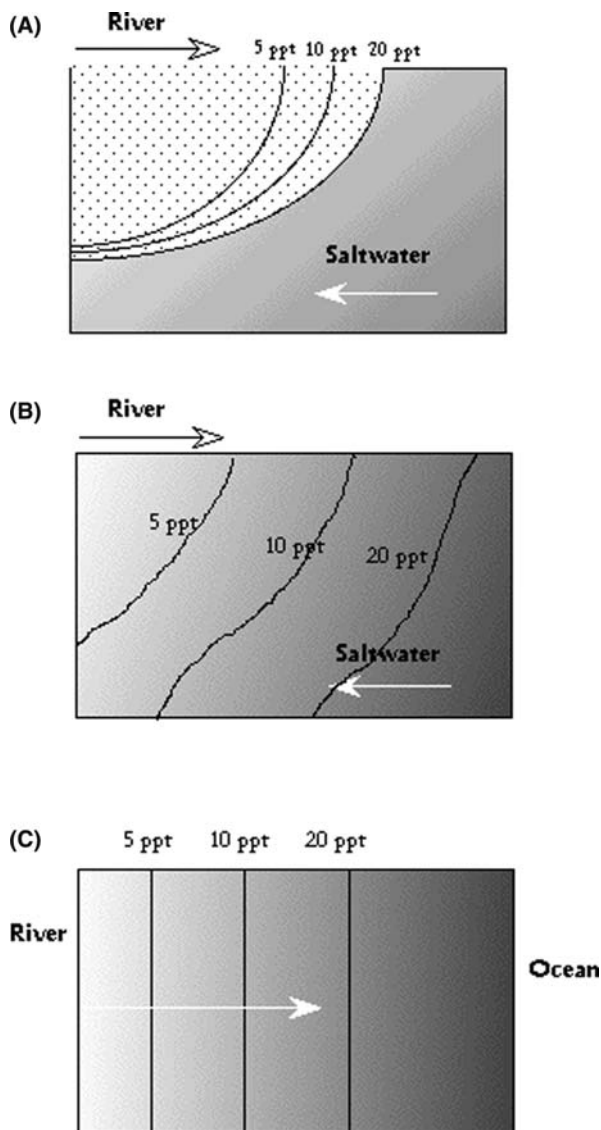 (A)
River
5 ppt 10 ppt 20 ppt
Saltwater
(B)
River
5 ppt
10 ppt
20 ppt
Saltwater
(C)
5 ppt 10 ppt 20 ppt
River
Ocean